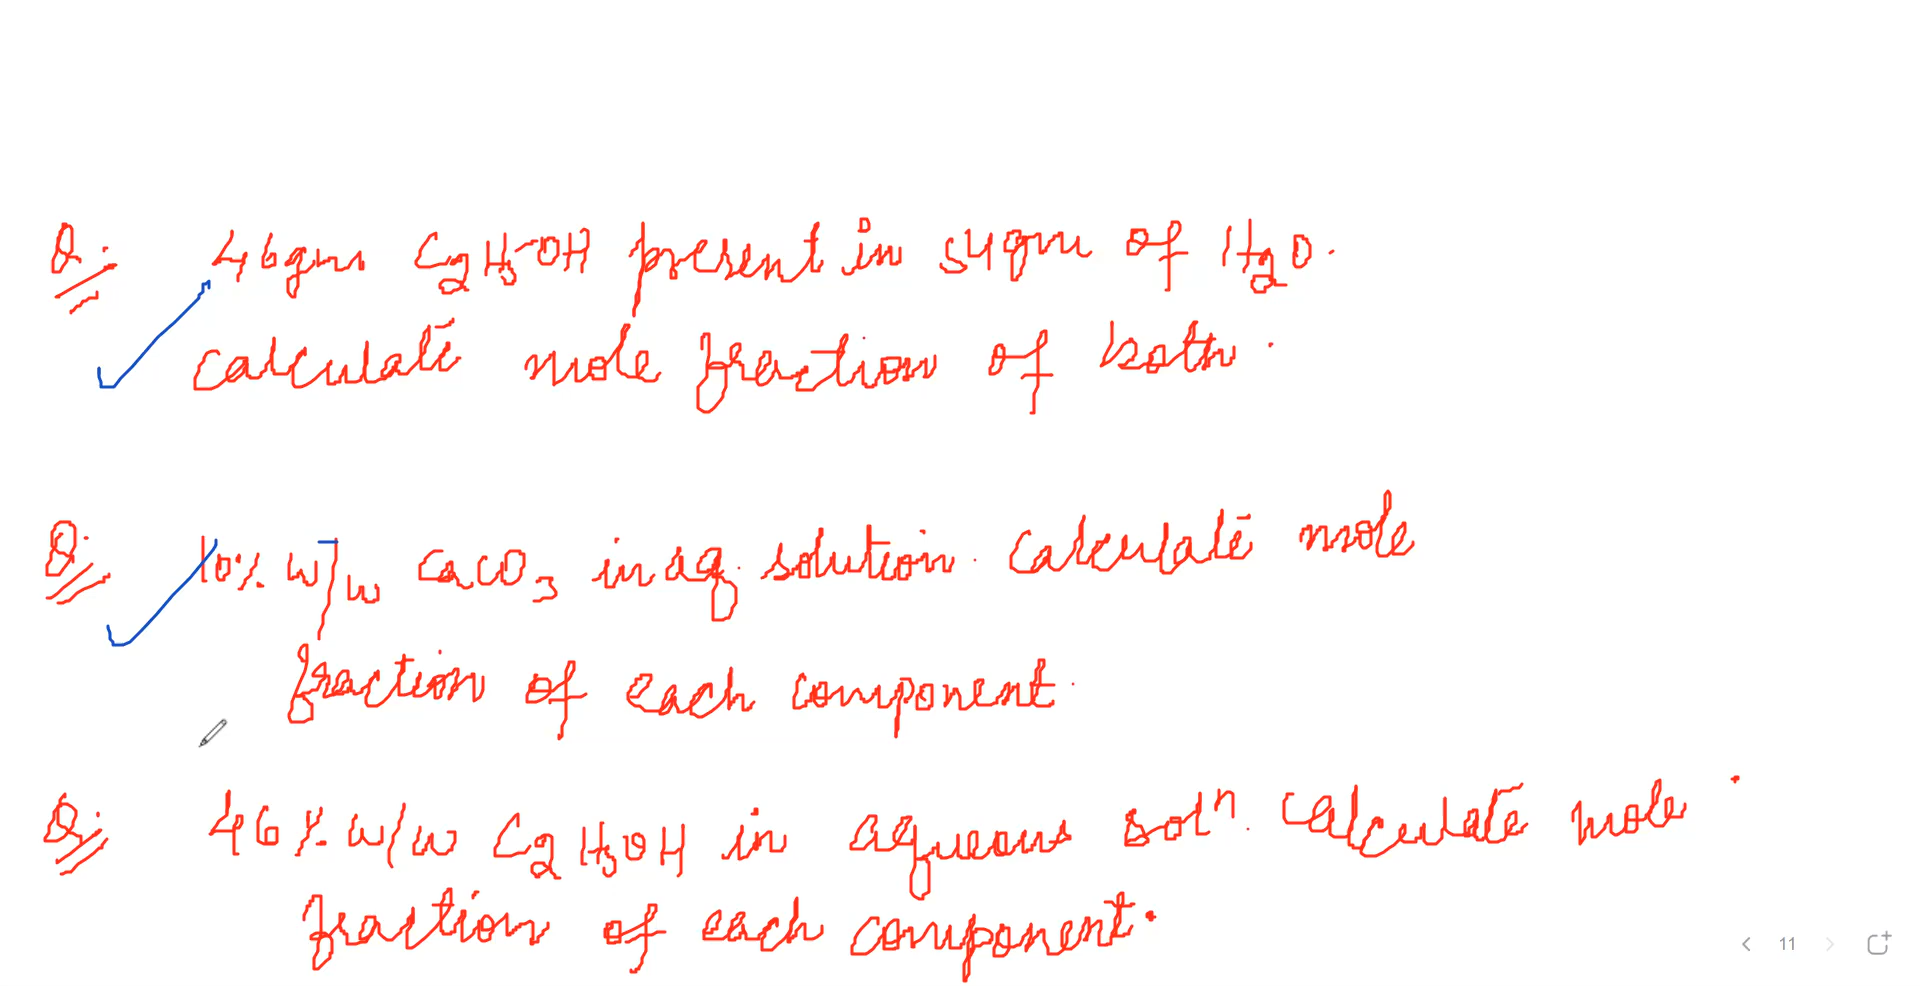 Q. 46gm C2H5-OH present in 54gm of H2O.
calculate mole fraction of both.
Q. 10% w/w CaCO3 in aq. solution. Calculate mole
fraction of each component.
Q. 46% w/w C2H5OH in aqueous solⁿ. Calculate mole
fraction of each component.
11